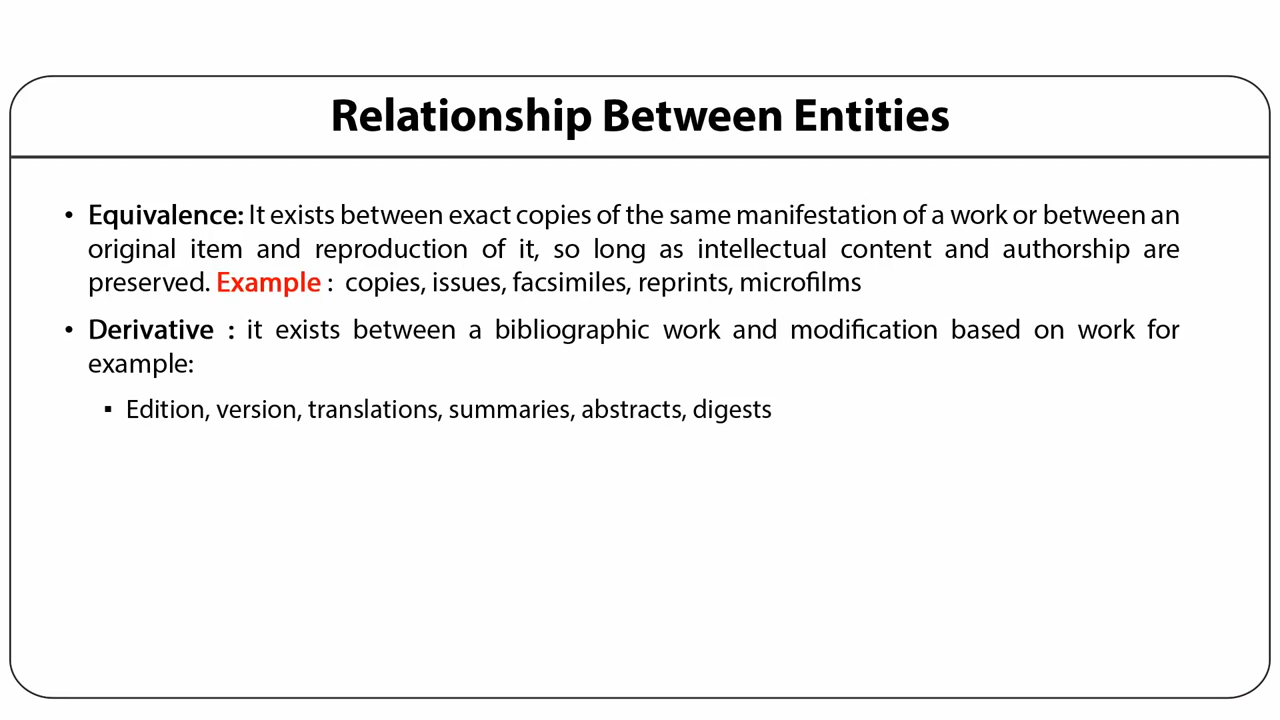 Relationship Between Entities
• Equivalence: It exists between exact copies of the same manifestation of a work or between an
original item and reproduction of it, so long as intellectual content and authorship are
preserved. Example : copies, issues, facsimiles, reprints, microfilms
• Derivative : it exists between a bibliographic work and modification based on work for
example:
▪ Edition, version, translations, summaries, abstracts, digests